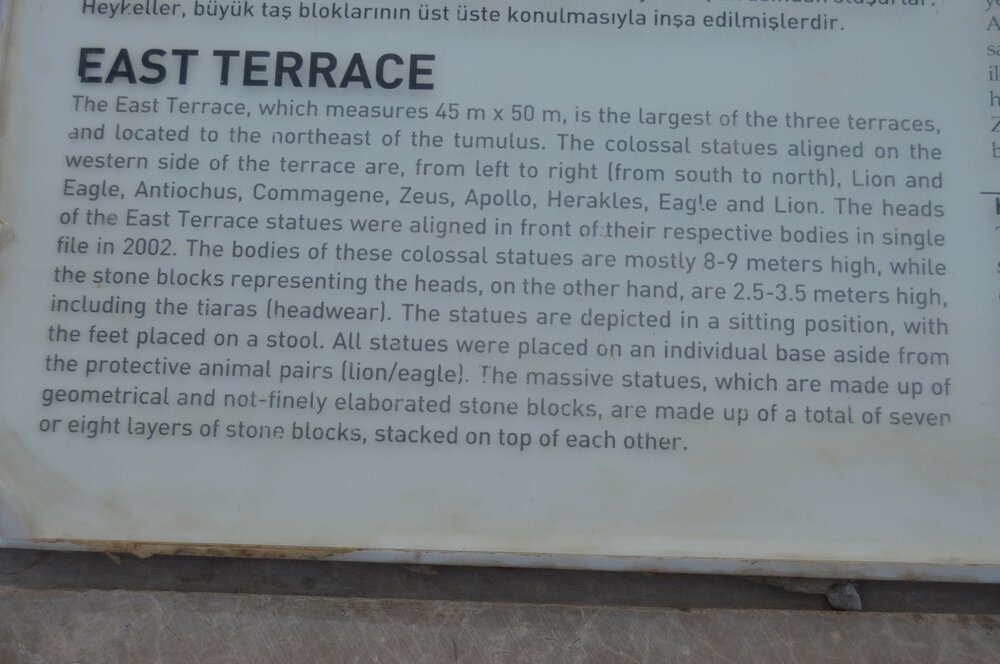 Heykeller, büyük taş bloklarının üst üste konulmasıyla inşa edilmişlerdir.
EAST TERRACE
The East Terrace, which measures 45 m x 50 m, is the largest of the three terraces,
and located to the northeast of the tumulus. The colossal statues aligned on the
western side of the terrace are, from left to right (from south to north), Lion and
Eagle, Antiochus, Commagene, Zeus, Apollo, Herakles, Eagle and Lion. The heads
of the East Terrace statues were aligned in front of their respective bodies in single
file in 2002. The bodies of these colossal statues are mostly 8-9 meters high, while
the stone blocks representing the heads, on the other hand, are 2.5-3.5 meters high,
including the tiaras (headwear). The statues are depicted in a sitting position, with
the feet placed on a stool. All statues were placed on an individual base aside from
the protective animal pairs (lion/eagle). The massive statues, which are made up of
geometrical and not-finely elaborated stone blocks, are made up of a total of seven
or eight layers of stone blocks, stacked on top of each other.